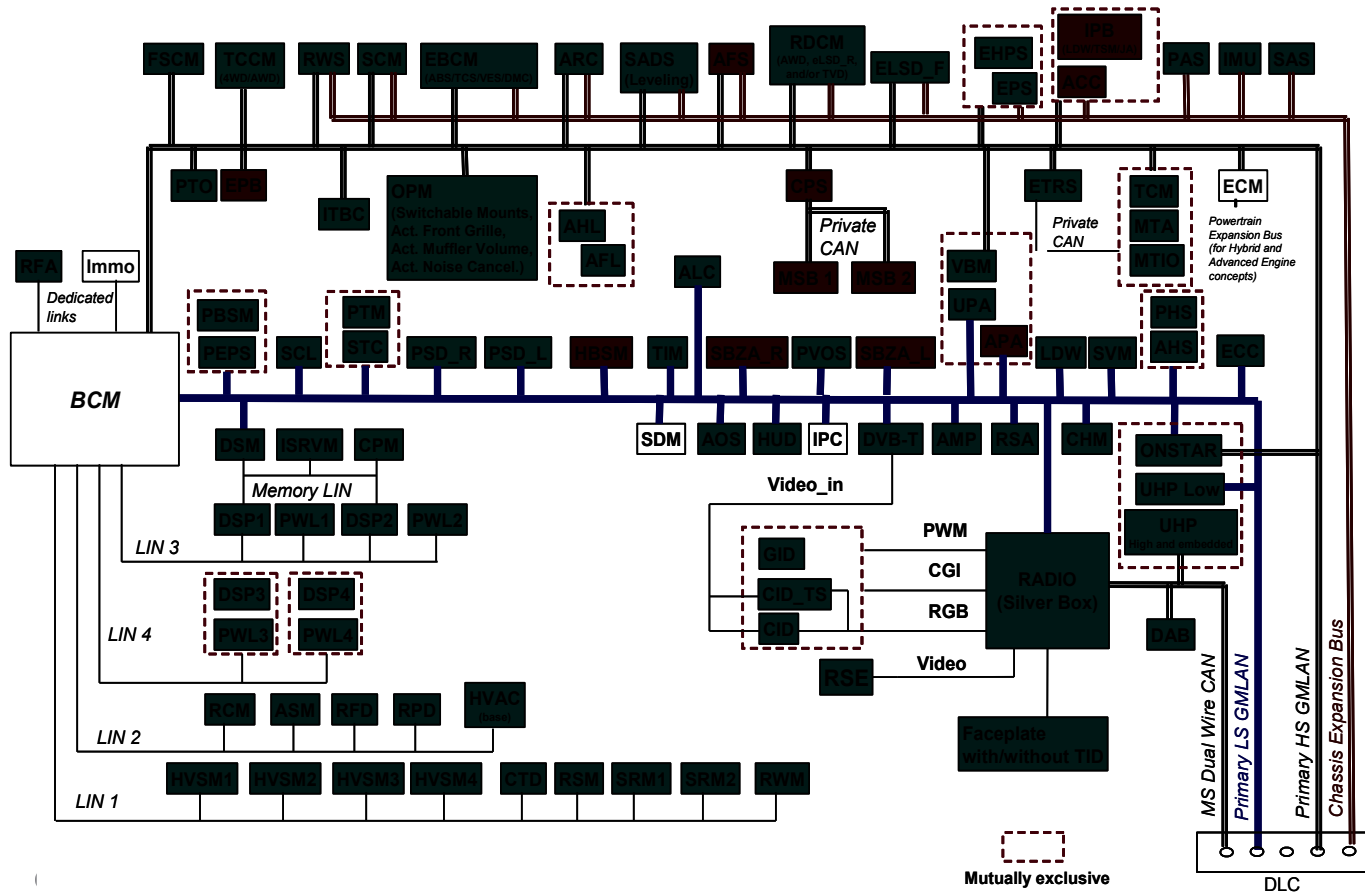 FSCM
TCCM
(4WD/AWD)
RWS
SCM
EBCM
(ABS/TCS/VES/DMC)
ARC
SADS
(Leveling)
AFS
RDCM
(AWD, eLSD_R,
and/or TVD)
ELSD_F
EHPS
EPS
IPB
ACC
PAS
IMU
SAS
PTO
EPB
ITBC
OPM
(Switchable Mounts,
Act. Front Grille,
Act. Muffler Volume,
Act. Noise Cancel.)
AHL
AFL
CPS
Private
CAN
MSB 1
MSB 2
ETRS
Private
CAN
TCM
MTA
MTIO
ECM
Powertrain
Expansion Bus
(for Hybrid and
Advanced Engine
concepts)
RFA
Immo
Dedicated
links
BCM
PBSM
PEPS
SCL
PTM
STC
PSD_R
PSD_L
HBSM
TIM
ALC
SBZA_R
PVOS
SBZA_L
VBM
UPA
APA
LDW
SVM
PHS
AHS
ECC
DSM
ISRVM
CPM
Memory LIN
SDM
AOS
HUD
IPC
DVB-T
AMP
RSA
CHM
ONSTAR
UHP Low
UHP
High and embedded
DSP1
PWL1
DSP2
PWL2
LIN 3
DSP3
PWL3
DSP4
PWL4
LIN 4
Video_in
GID
CID_TS
CID
PWM
CGI
RGB
Video
RADIO
(Silver Box)
DAB
RSE
Faceplate
with/without TID
RCM
ASM
RFD
RPD
HVAC
(base)
LIN 2
HVSM1
HVSM2
HVSM3
HVSM4
CTD
RSM
SRM1
SRM2
RWM
LIN 1
MS Dual Wire CAN
Primary LS GMLAN
Primary HS GMLAN
Chassis Expansion Bus
Mutually exclusive
DLC